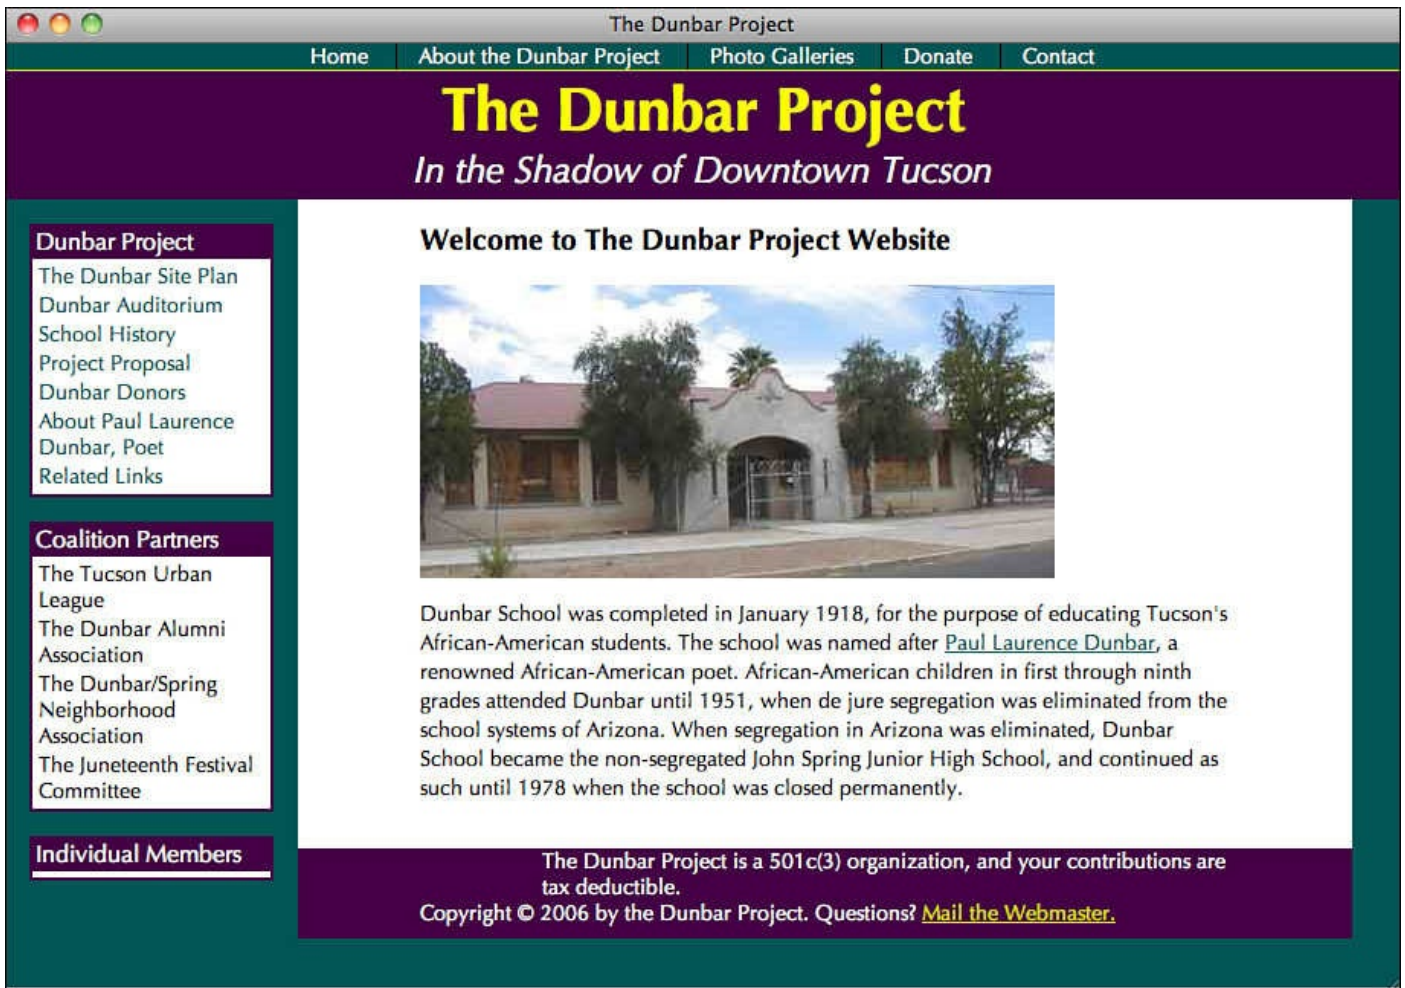 The Dunbar Project
Home About the Dunbar Project Photo Galleries Donate Contact
The Dunbar Project
In the Shadow of Downtown Tucson
Dunbar Project
The Dunbar Site Plan
Dunbar Auditorium
School History
Project Proposal
Dunbar Donors
About Paul Laurence
Dunbar, Poet
Related Links
Coalition Partners
The Tucson Urban
League
The Dunbar Alumni
Association
The Dunbar/Spring
Neighborhood
Association
The Juneteenth Festival
Committee
Individual Members
Welcome to The Dunbar Project Website
Dunbar School was completed in January 1918, for the purpose of educating Tucson's
African-American students. The school was named after Paul Laurence Dunbar, a
renowned African-American poet. African-American children in first through ninth
grades attended Dunbar until 1951, when de jure segregation was eliminated from the
school systems of Arizona. When segregation in Arizona was eliminated, Dunbar
School became the non-segregated John Spring Junior High School, and continued as
such until 1978 when the school was closed permanently.
The Dunbar Project is a 501c(3) organization, and your contributions are
tax deductible.
Copyright © 2006 by the Dunbar Project. Questions? Mail the Webmaster.